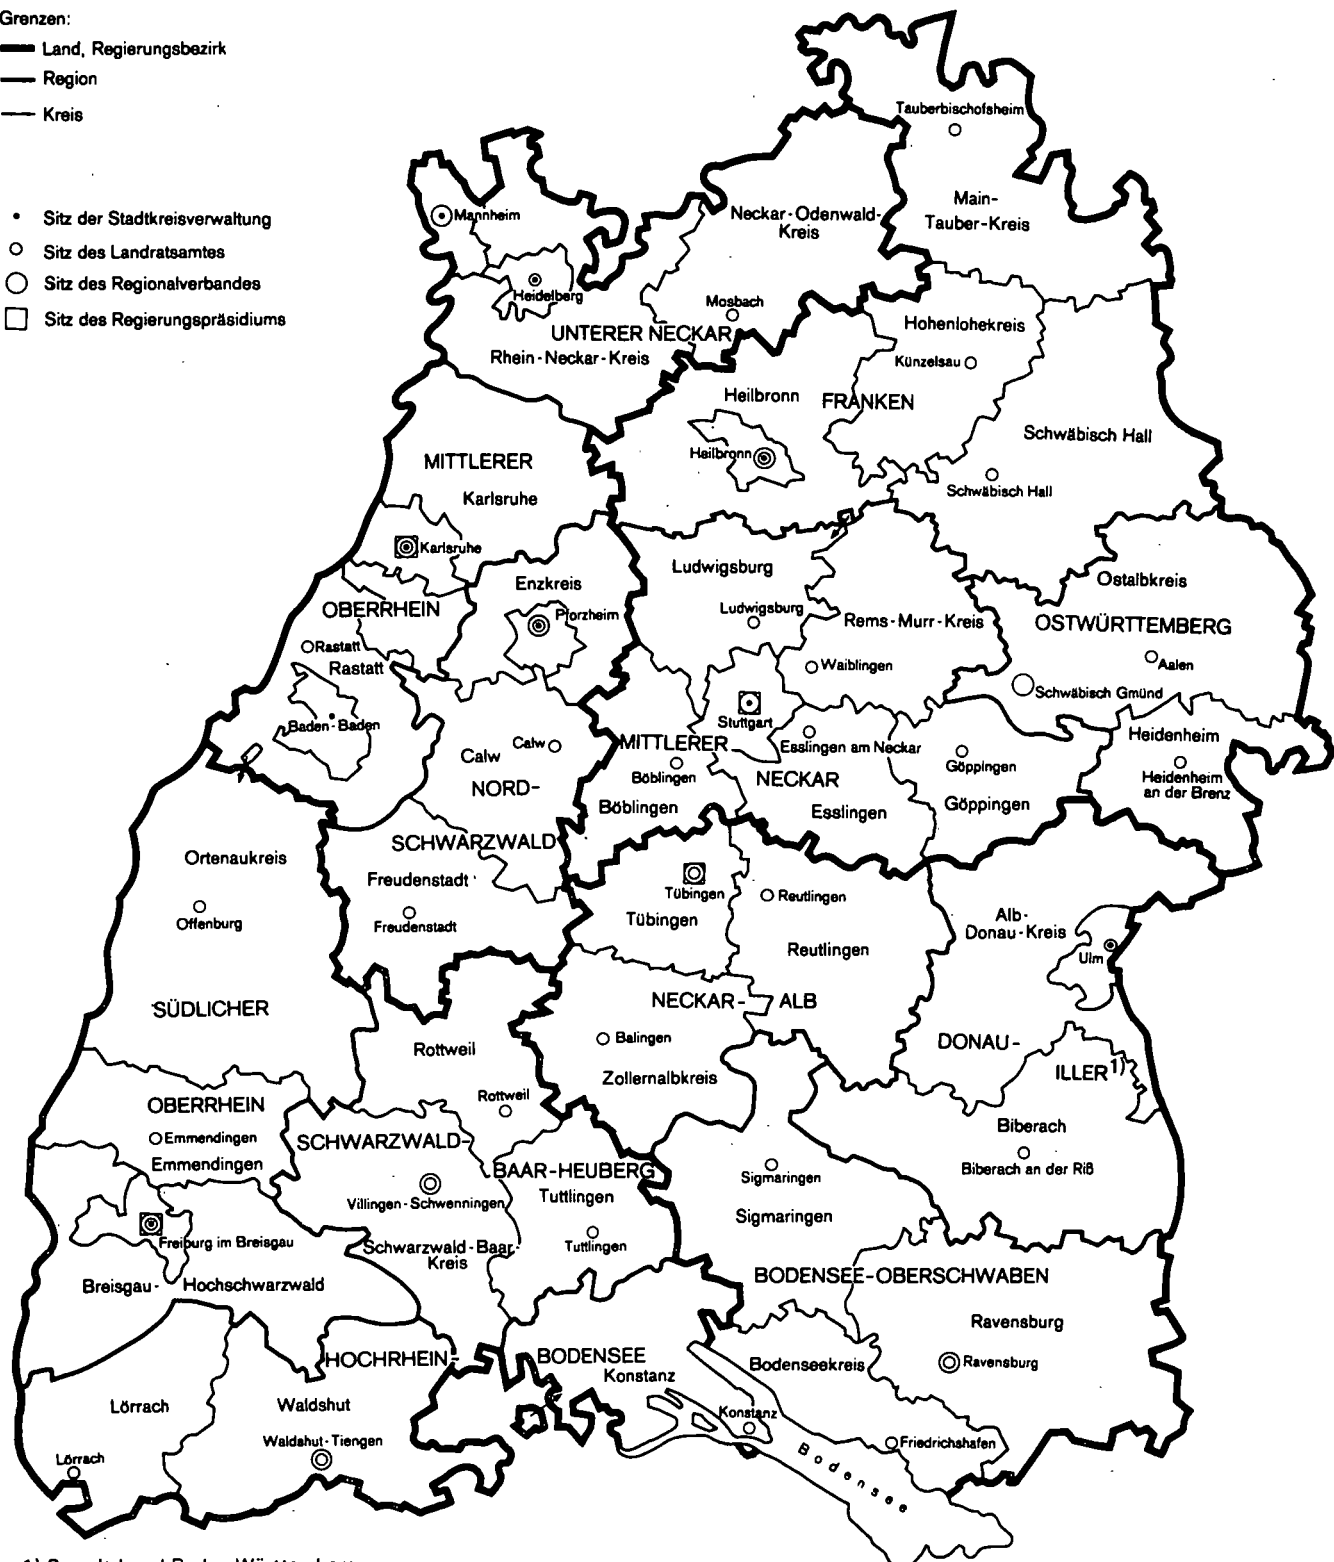 Grenzen:
Land, Regierungsbezirk
Region
Kreis
Sitz der Stadtkreisverwaltung
Sitz des Landratsamtes
Sitz des Regionalverbandes
Sitz des Regierungspräsidiums
Tauberbischofsheim
Main-
Tauber-Kreis
Mannheim
Neckar-Odenwald-
Kreis
Heidelberg
Mosbach
UNTERER NECKAR
Rhein-Neckar-Kreis
Hohenlohekreis
Künzelsau
Heilbronn
FRANKEN
Schwäbisch Hall
Heilbronn
Schwäbisch Hall
MITTLERER
Karlsruhe
Karlsruhe
Enzkreis
Pforzheim
OBERRHEIN
Rastatt
Rastatt
Baden-Baden
Ludwigsburg
Ludwigsburg
Rems-Murr-Kreis
Waiblingen
Ostalbkreis
OSTWÜRTTEMBERG
Aalen
Schwäbisch Gmünd
Stuttgart
MITTLERER
Esslingen am Neckar
Böblingen
NECKAR
Böblingen
Esslingen
Göppingen
Göppingen
Heidenheim
Heidenheim
an der Brenz
Calw
Calw
NORD-
SCHWARZWALD
Freudenstadt
Freudenstadt
Ortenaukreis
Offenburg
SÜDLICHER
Tübingen
Tübingen
Reutlingen
Reutlingen
Alb-
Donau-Kreis
Ulm
NECKAR- ALB
Balingen
Zollernalbkreis
DONAU-
ILLER 1)
Rottweil
Rottweil
OBERRHEIN
Emmendingen
Emmendingen
SCHWARZWALD-
BAAR-HEUBERG
Villingen-Schwenningen
Tuttlingen
Tuttlingen
Schwarzwald-Baar-
Kreis
Biberach
Biberach an der Riß
Sigmaringen
Sigmaringen
Freiburg im Breisgau
Breisgau- Hochschwarzwald
BODENSEE-OBERSCHWABEN
Ravensburg
Ravensburg
HOCHRHEIN-
BODENSEE
Konstanz
Bodenseekreis
Konstanz
Friedrichshafen
Bodensee
Lörrach
Lörrach
Waldshut
Waldshut-Tiengen